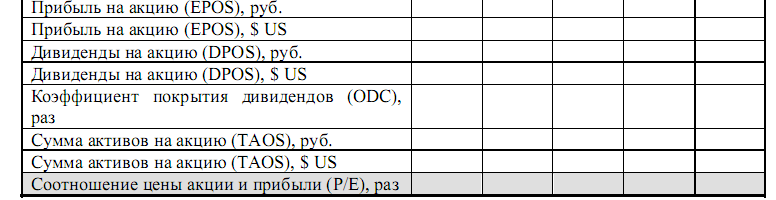 Прибыль на акцию (EPOS), руб.
Прибыль на акцию (EPOS), $ US
Дивиденды на акцию (DPOS), руб.
Дивиденды на акцию (DPOS), $ US
Коэффициент покрытия дивидендов (ODC),
раз
Сумма активов на акцию (TAOS), руб.
Сумма активов на акцию (TAOS), $ US
Соотношение цены акции и прибыли (P/E), раз